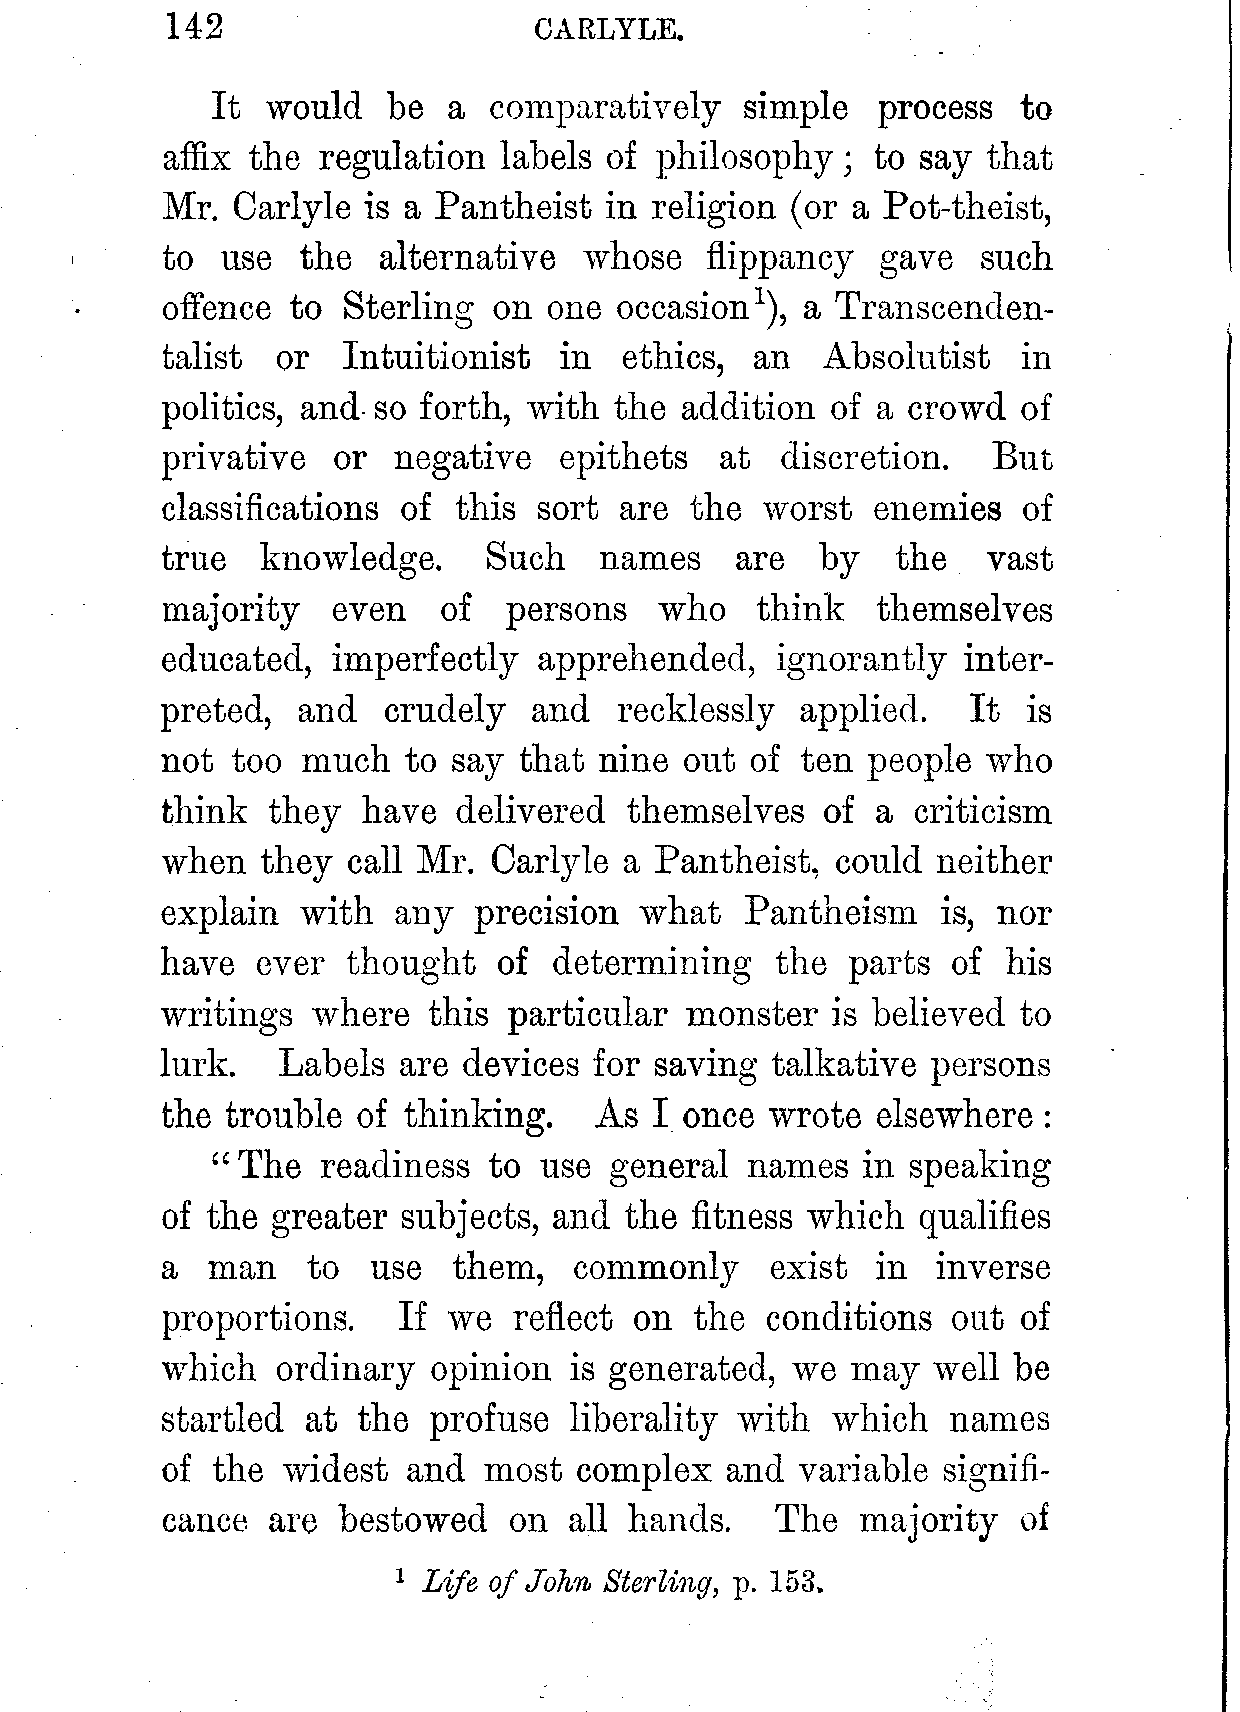 142 CARLYLE.
It would be a comparatively simple process to
affix the regulation labels of philosophy; to say that
Mr. Carlyle is a Pantheist in religion (or a Pot-theist,
to use the alternative whose flippancy gave such
offence to Sterling on one occasion¹), a Transcenden-
talist or Intuitionist in ethics, an Absolutist in
politics, and so forth, with the addition of a crowd of
privative or negative epithets at discretion. But
classifications of this sort are the worst enemies of
true knowledge. Such names are by the vast
majority even of persons who think themselves
educated, imperfectly apprehended, ignorantly inter-
preted, and crudely and recklessly applied. It is
not too much to say that nine out of ten people who
think they have delivered themselves of a criticism
when they call Mr. Carlyle a Pantheist, could neither
explain with any precision what Pantheism is, nor
have ever thought of determining the parts of his
writings where this particular monster is believed to
lurk. Labels are devices for saving talkative persons
the trouble of thinking. As I once wrote elsewhere:
"The readiness to use general names in speaking
of the greater subjects, and the fitness which qualifies
a man to use them, commonly exist in inverse
proportions. If we reflect on the conditions out of
which ordinary opinion is generated, we may well be
startled at the profuse liberality with which names
of the widest and most complex and variable signifi-
cance are bestowed on all hands. The majority of
¹ Life of John Sterling, p. 153.